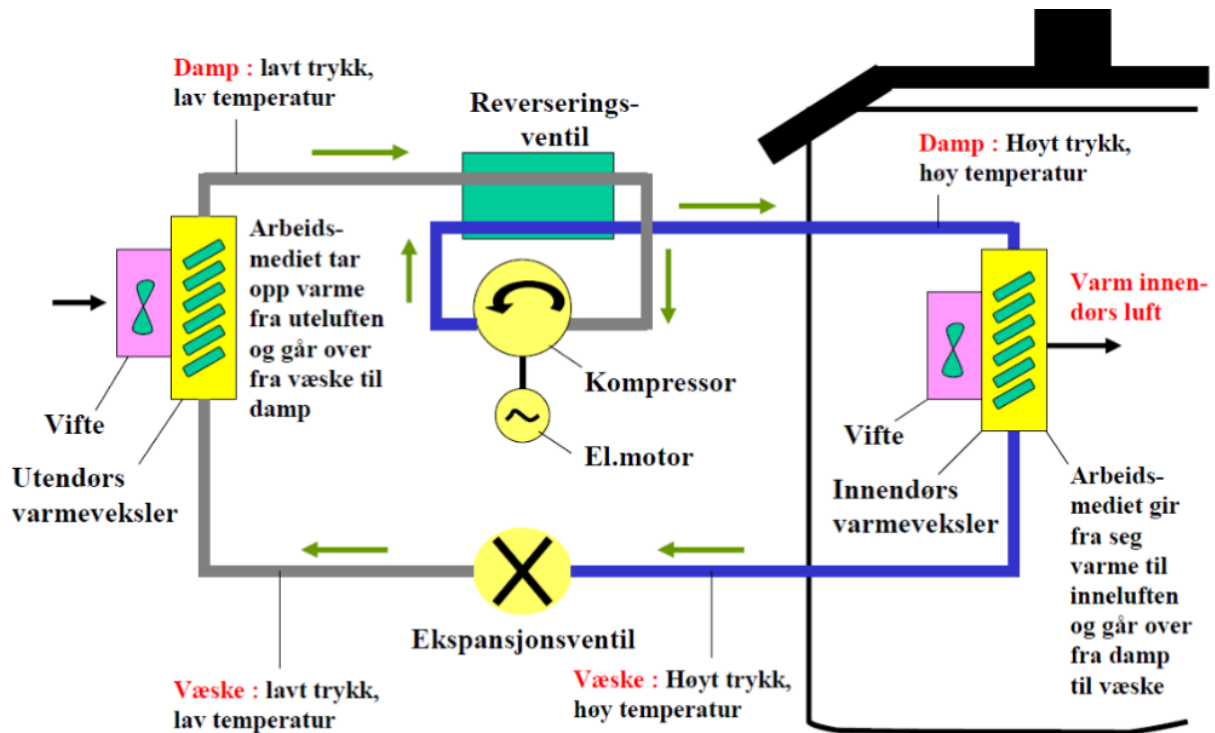 Damp : lavt trykk,
lav temperatur
Reverserings-
ventil
Damp : Høyt trykk,
høy temperatur
Arbeids-
mediet tar
opp varme
fra uteluften
og går over
fra væske til
damp
Varm innen-
dørs luft
Kompressor
Vifte
El.motor
Vifte
Utendørs
varmeveksler
Innendørs
varmeveksler
Arbeids-
mediet gir
fra seg
varme til
inneluften
og går over
fra damp
til væske
Ekspansjonsventil
Væske : lavt trykk,
lav temperatur
Væske : Høyt trykk,
høy temperatur